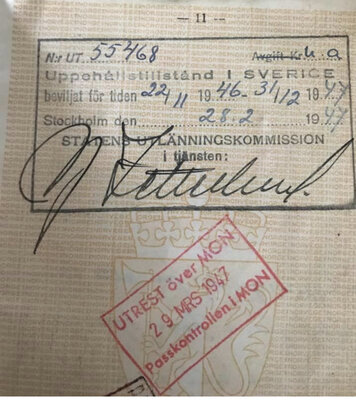 — 11 —
N:r UT. 55468 Avgift Kr u a
Uppehållstillstånd I SVERIGE
beviljat för tiden 22/11 1946-31/12 1947
Stockholm den 28.2 1947
STATENS UTLÄNNINGSKOMMISSION
i tjänsten:
UTREST över MON
29 MRS 1947
Passkontrollen i MON